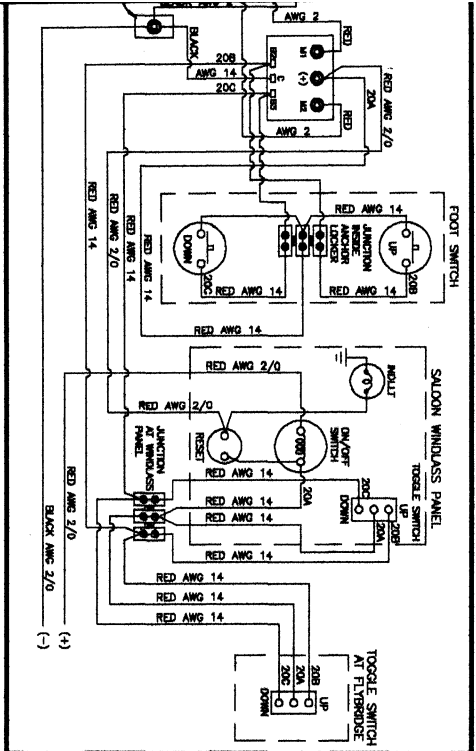 AWG 2
RED
BLACK
20B
AWG 14
20C
B2
C
B3
M1
(+)
M2
RED
20A
RED AWG 2/0
AWG 2
FOOT SWITCH
RED AWG 14
DOWN
UP
JUNCTION
INSIDE
ANCHOR
LOCKER
20C
20B
RED AWG 14
RED AWG 14
RED AWG 14
RED AWG 2/0
RED AWG 14
RED AWG 14
RED AWG 14
SALOON WINDLASS PANEL
RED AWG 2/0
RED AWG 2/0
RESET
ON/OFF
SWITCH
20A
JUNCTION
AT WINDLASS
PANEL
TOGGLE SWITCH
UP
DOWN
20C
20A
20B
RED AWG 14
RED AWG 14
RED AWG 14
RED AWG 14
RED AWG 2/0
BLACK AWG 2/0
RED AWG 14
RED AWG 14
RED AWG 14
(-)
(+)
TOGGLE SWITCH
AT FLYBRIDGE
20B
20A
20C
UP
DOWN